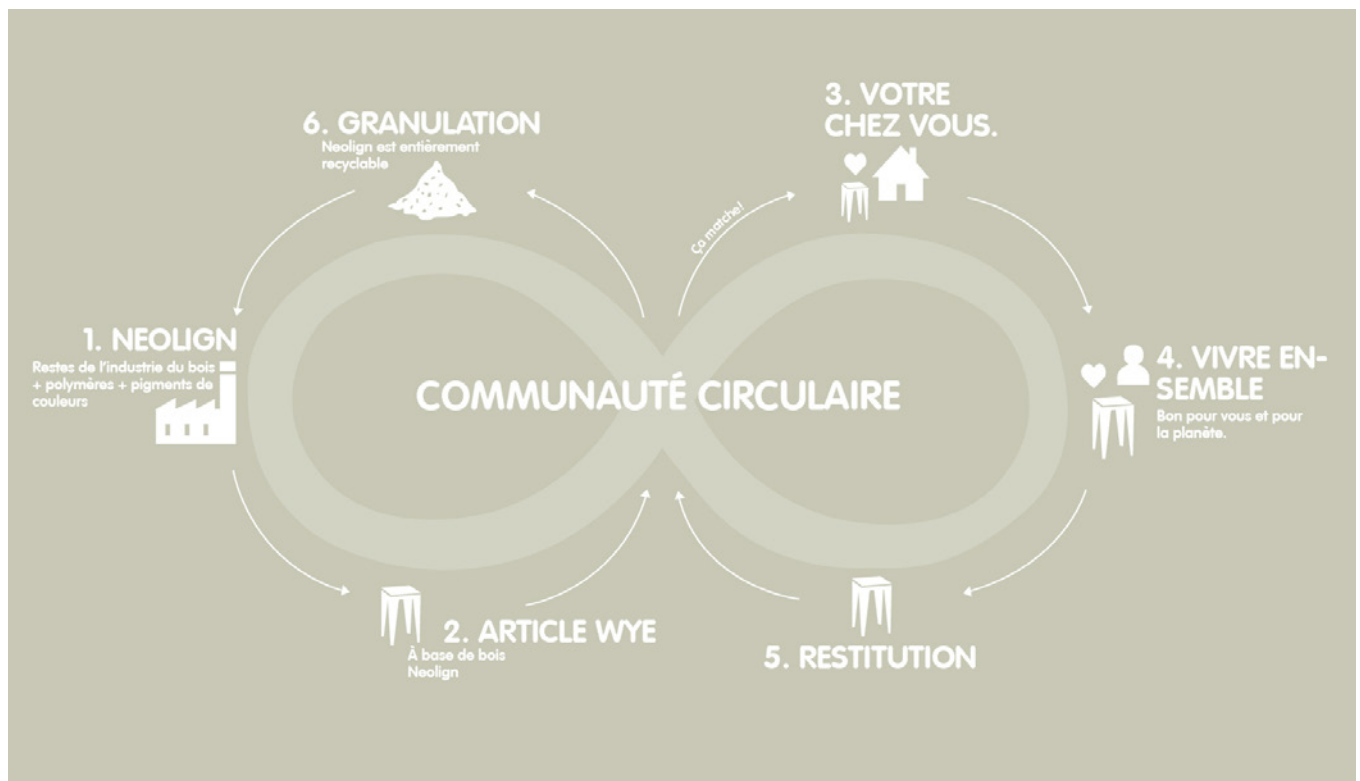 6. GRANULATION
Neolign est entièrement
recyclable
3. VOTRE
CHEZ VOUS.
Ça matche!
1. NEOLIGN
Restes de l'industrie du bois
+ polymères + pigments de
couleurs
COMMUNAUTÉ CIRCULAIRE
4. VIVRE EN-
SEMBLE
Bon pour vous et pour
la planète.
2. ARTICLE WYE
À base de bois
Neolign
5. RESTITUTION